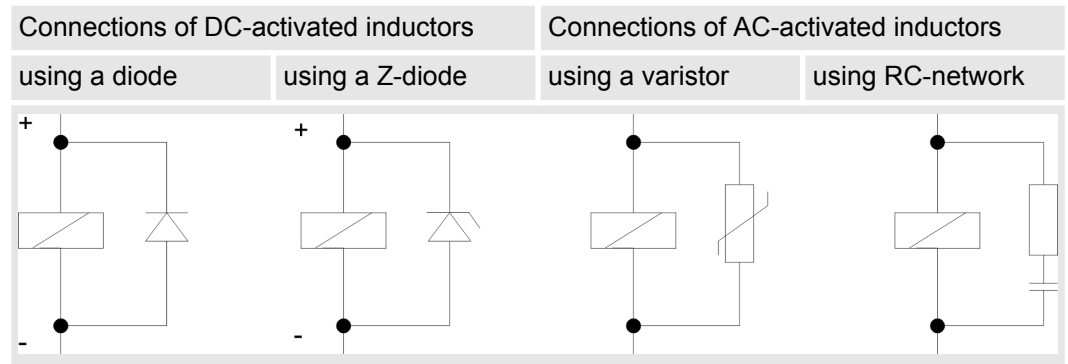 Connections of DC-activated inductors
Connections of AC-activated inductors
using a diode
using a Z-diode
using a varistor
using RC-network
+
+
-
-